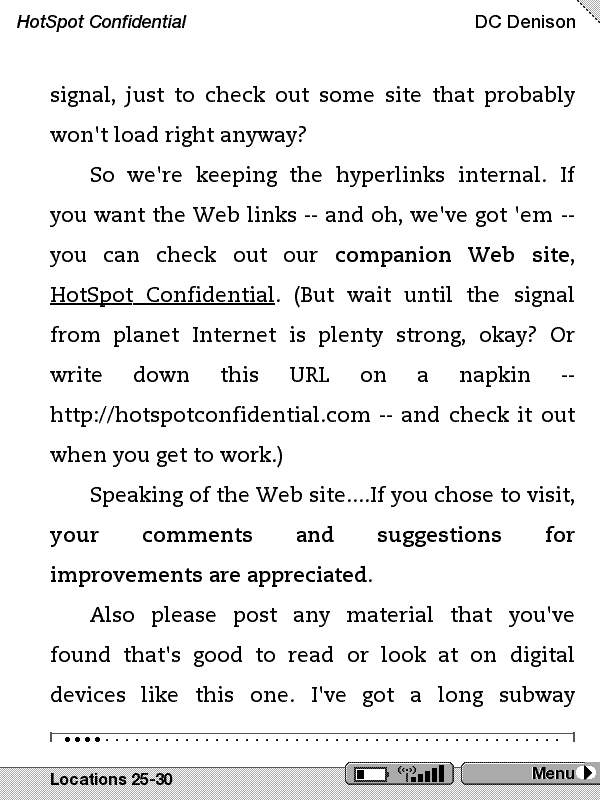 HotSpot Confidential DC Denison
signal, just to check out some site that probably
won't load right anyway?
So we're keeping the hyperlinks internal. If
you want the Web links -- and oh, we've got 'em --
you can check out our companion Web site,
HotSpot Confidential. (But wait until the signal
from planet Internet is plenty strong, okay? Or
write down this URL on a napkin --
http://hotspotconfidential.com -- and check it out
when you get to work.)
Speaking of the Web site....If you chose to visit,
your comments and suggestions for
improvements are appreciated.
Also please post any material that you've
found that's good to read or look at on digital
devices like this one. I've got a long subway
Locations 25-30 Menu